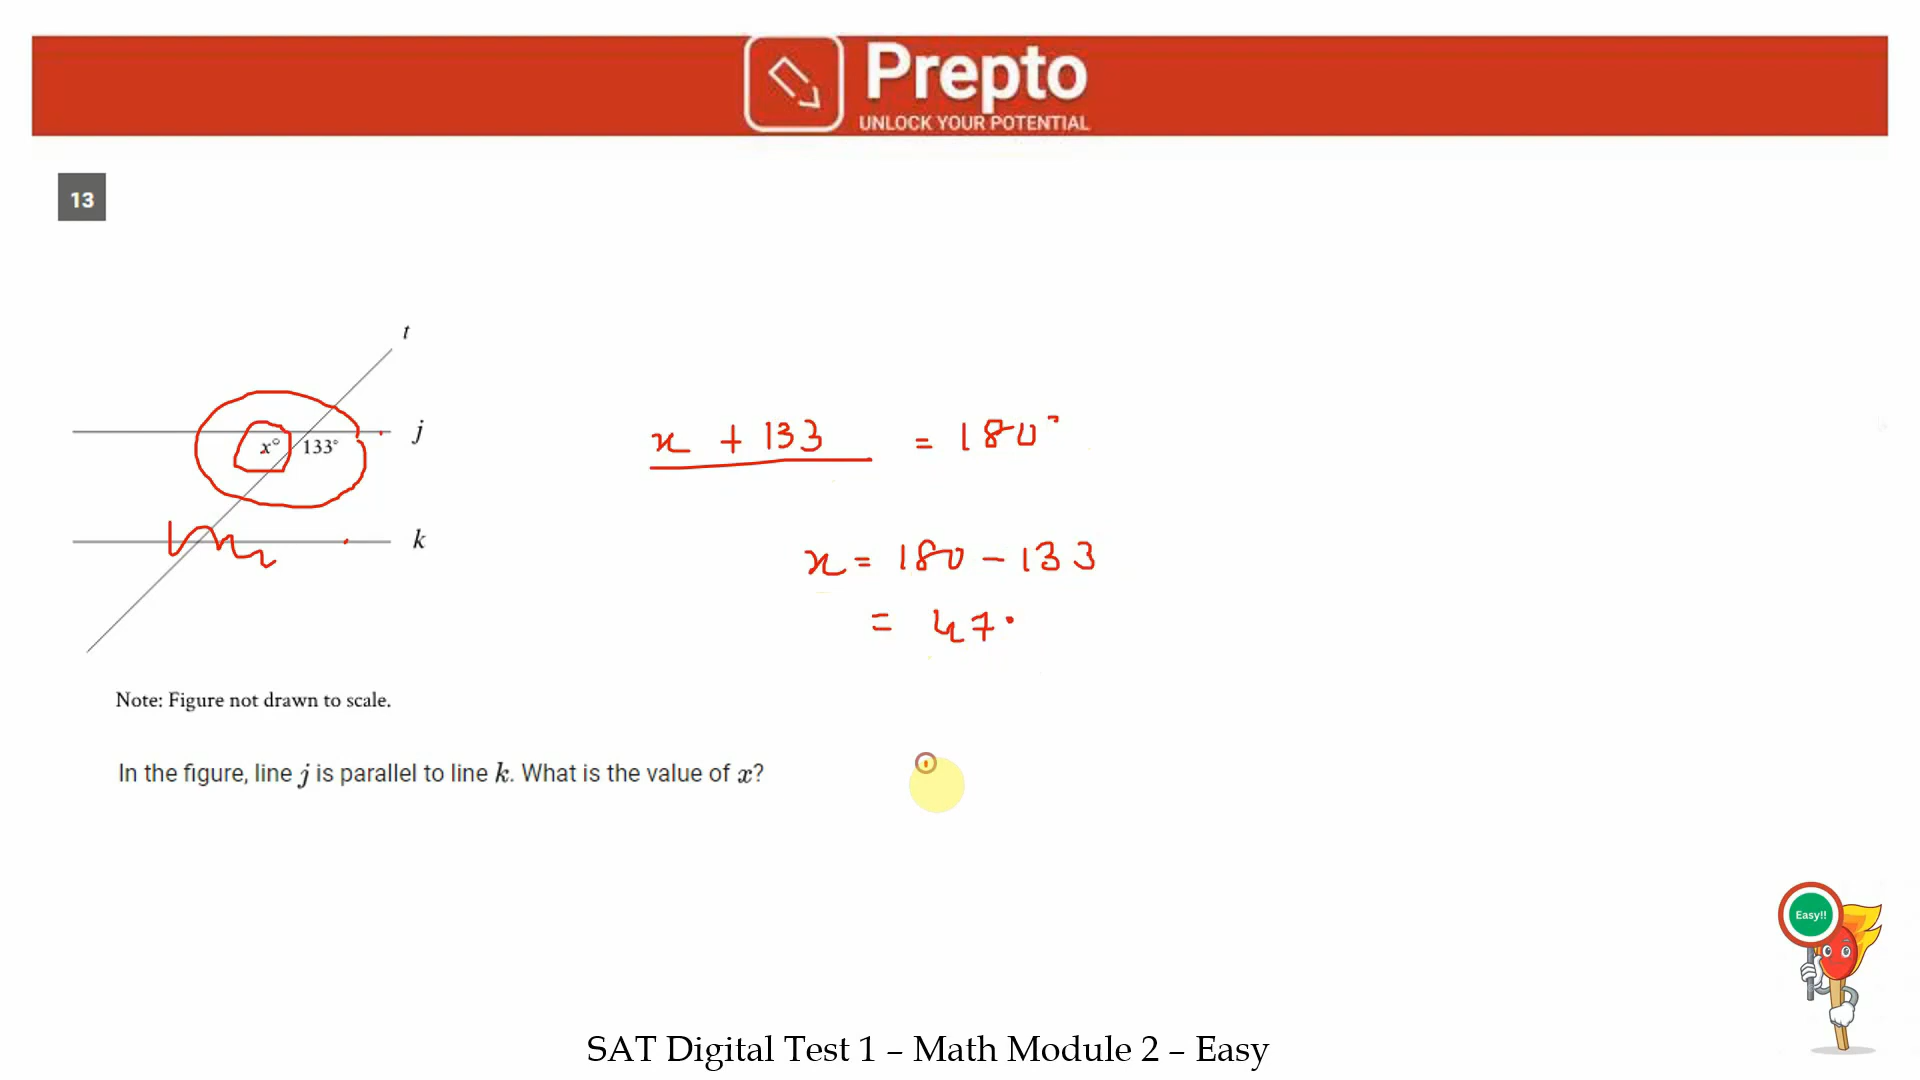 Prepto
UNLOCK YOUR POTENTIAL
13
t
j
x° 133°
k
x + 133 = 180°
x = 180 - 133
= 47°
Note: Figure not drawn to scale.
In the figure, line j is parallel to line k. What is the value of x?
Easy!!
SAT Digital Test 1 – Math Module 2 – Easy